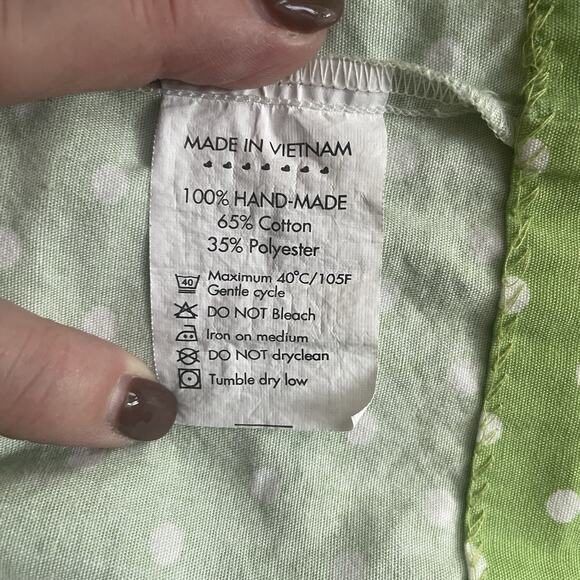 MADE IN VIETNAM
100% HAND-MADE
65% Cotton
35% Polyester
40 Maximum 40°C/105F
Gentle cycle
DO NOT Bleach
Iron on medium
DO NOT dryclean
Tumble dry low